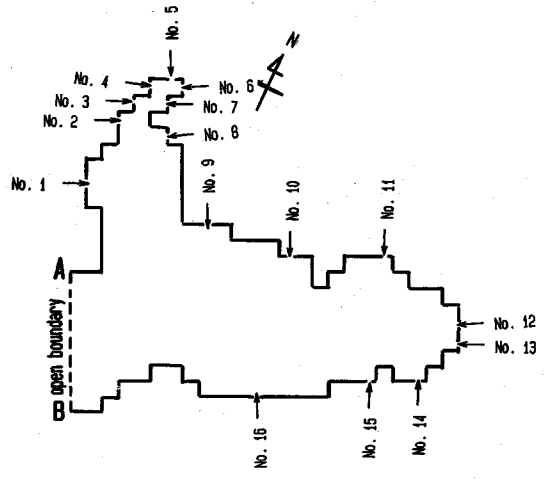 No. 5
N
No. 4
No. 6
No. 3
No. 7
No. 2
No. 8
No. 1
No. 9
No. 10
No. 11
A
open boundary
B
No. 12
No. 13
No. 14
No. 15
No. 16